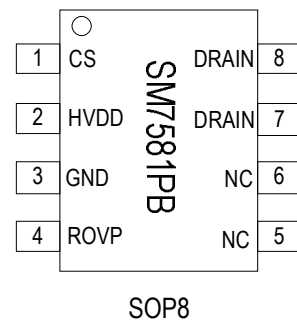 1 CS DRAIN 8
2 HVDD DRAIN 7
3 GND NC 6
4 ROVP NC 5
SM7581PB
SOP8